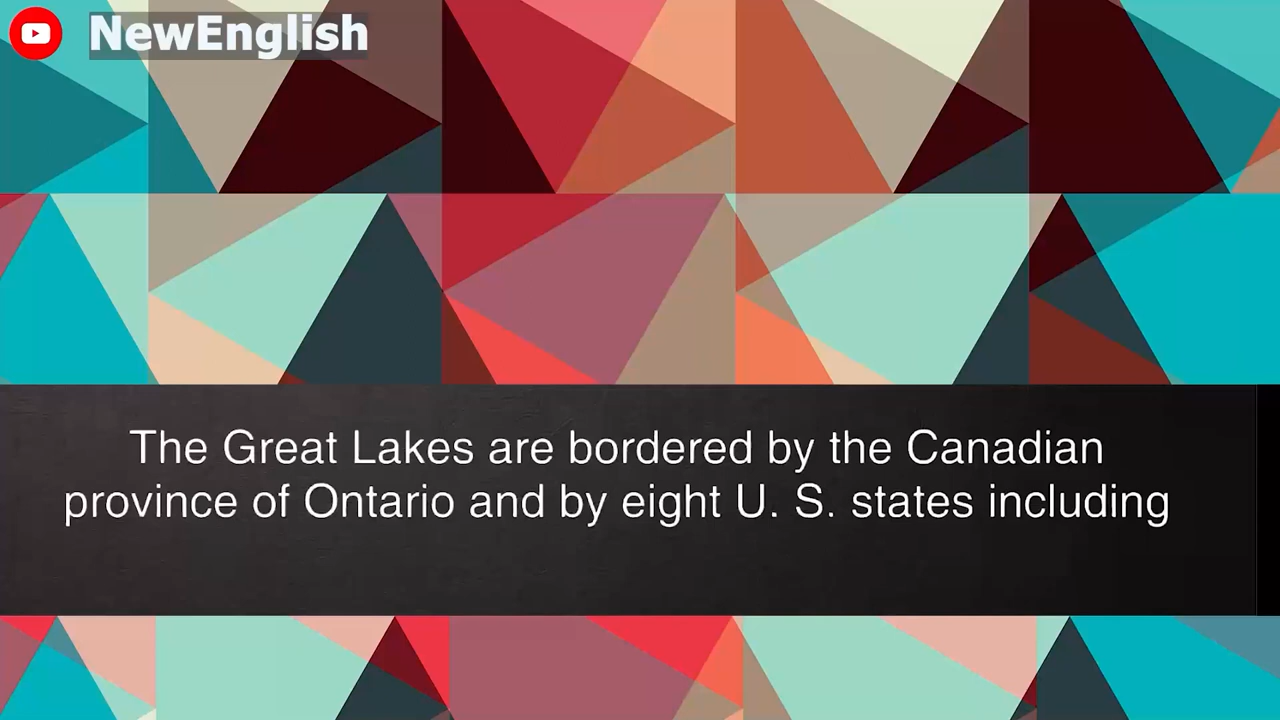 NewEnglish
The Great Lakes are bordered by the Canadian
province of Ontario and by eight U. S. states including